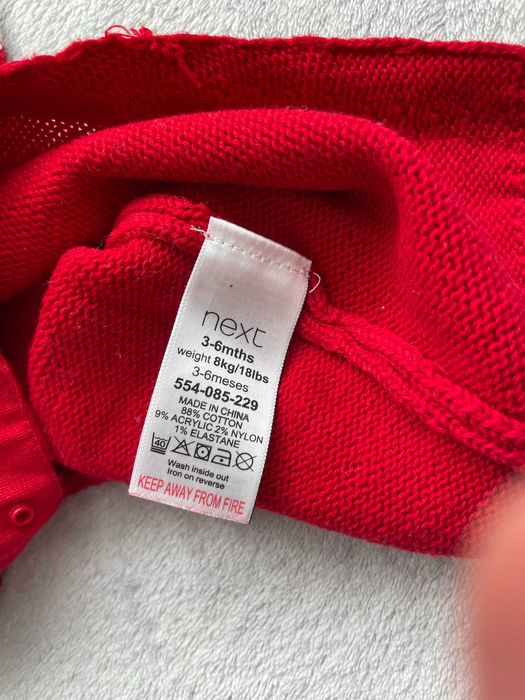 next
3-6mths
weight 8kg/18lbs
3-6meses
554-085-229
MADE IN CHINA
88% COTTON
9% ACRYLIC 2% NYLON
1% ELASTANE
40
Wash inside out
Iron on reverse
KEEP AWAY FROM FIRE